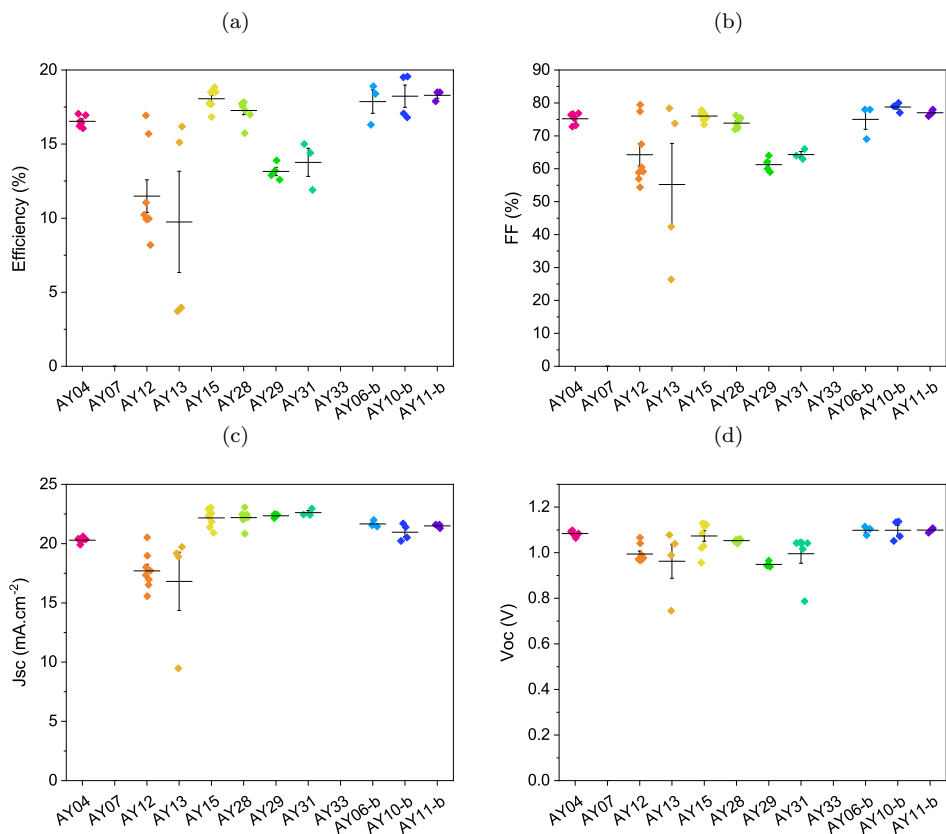 (a)
20
15
10
5
0
Efficiency (%)
AY04
AY07
AY12
AY13
AY15
AY28
AY29
AY31
AY33
AY06-b
AY10-b
AY11-b
(b)
90
80
70
60
50
40
30
20
10
0
FF (%)
AY04
AY07
AY12
AY13
AY15
AY28
AY29
AY31
AY33
AY06-b
AY10-b
AY11-b
(c)
25
20
15
10
5
0
Jsc (mA.cm-2)
AY04
AY07
AY12
AY13
AY15
AY28
AY29
AY31
AY33
AY06-b
AY10-b
AY11-b
(d)
1.2
1.0
0.8
0.6
0.4
0.2
0.0
Voc (V)
AY04
AY07
AY12
AY13
AY15
AY28
AY29
AY31
AY33
AY06-b
AY10-b
AY11-b